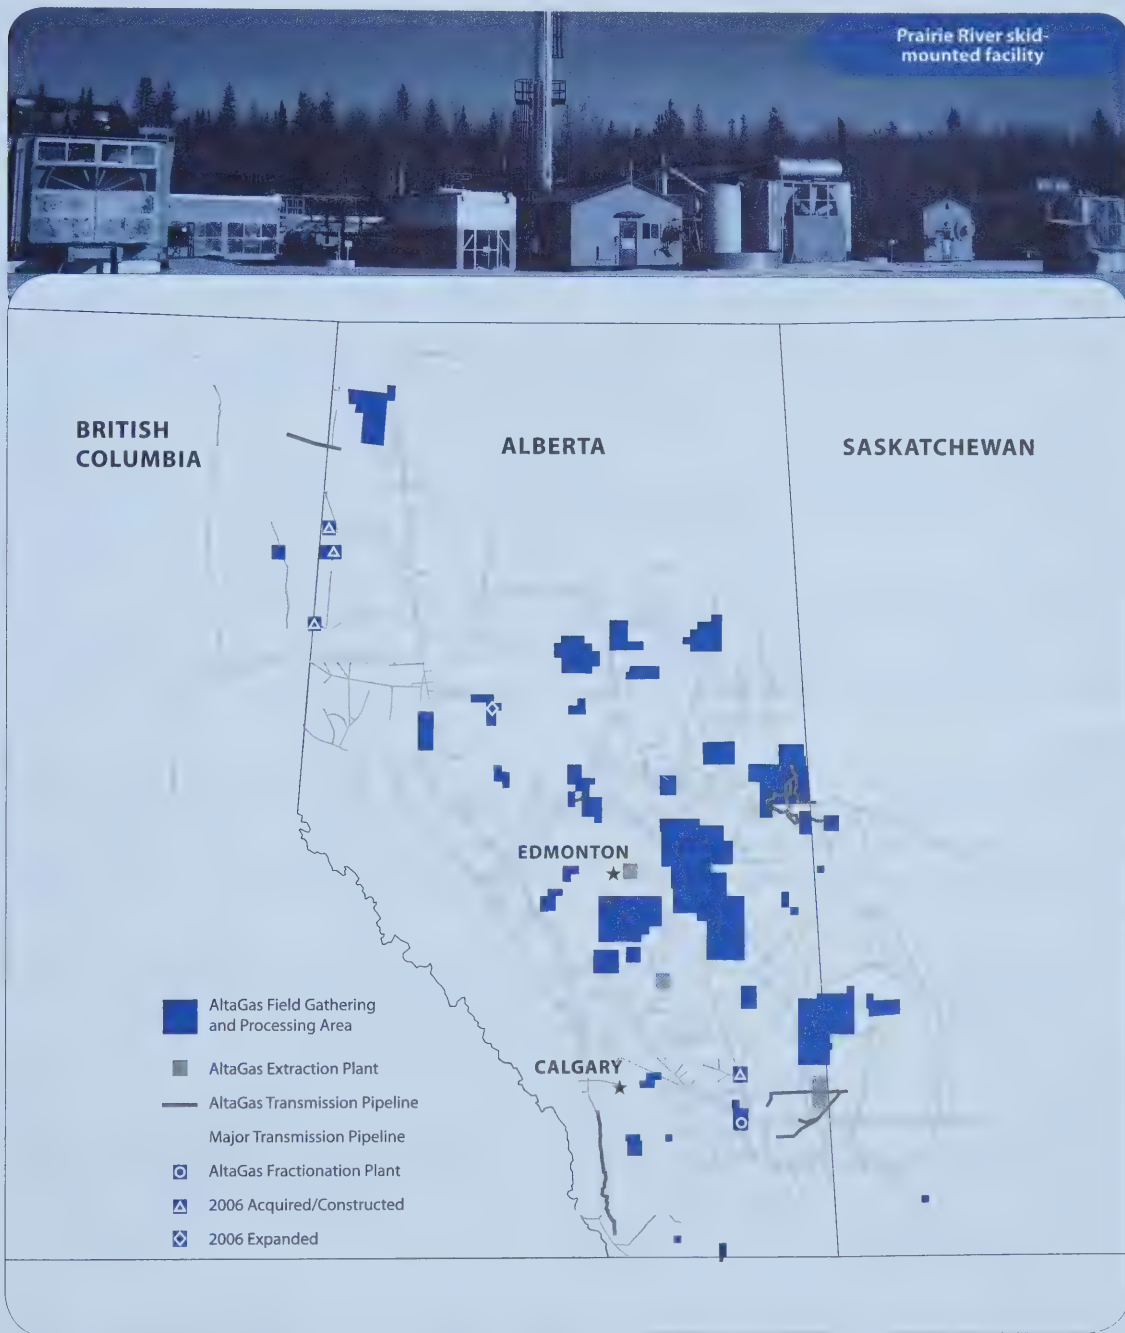 Prairie River skid-
mounted facility
BRITISH
COLUMBIA
ALBERTA
SASKATCHEWAN
EDMONTON
CALGARY
AltaGas Field Gathering
and Processing Area
AltaGas Extraction Plant
AltaGas Transmission Pipeline
Major Transmission Pipeline
AltaGas Fractionation Plant
2006 Acquired/Constructed
2006 Expanded